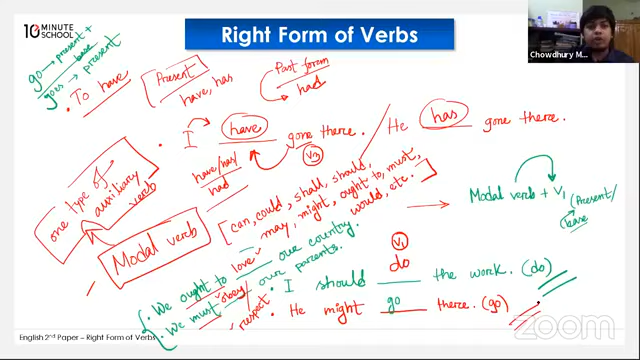 10 MINUTE SCHOOL
Right Form of Verbs
Chowdhury M...
go → present + base
goes → present
• To have
[Present
have, has
Past form
had
I have gone there.
V3
He has gone there.
have/has/
had
one type of
auxiliary
verb
Modal verb
[can, could, shall, should,
may, might, ought to, must,
would, etc.]
→ Modal verb + V1
(Present/
base
• We ought to love our country.
• We must obey our parents.
respect
V1
• I should do the work. (do)
• He might go there. (go)
English 2nd Paper – Right Form of Verbs
zoom